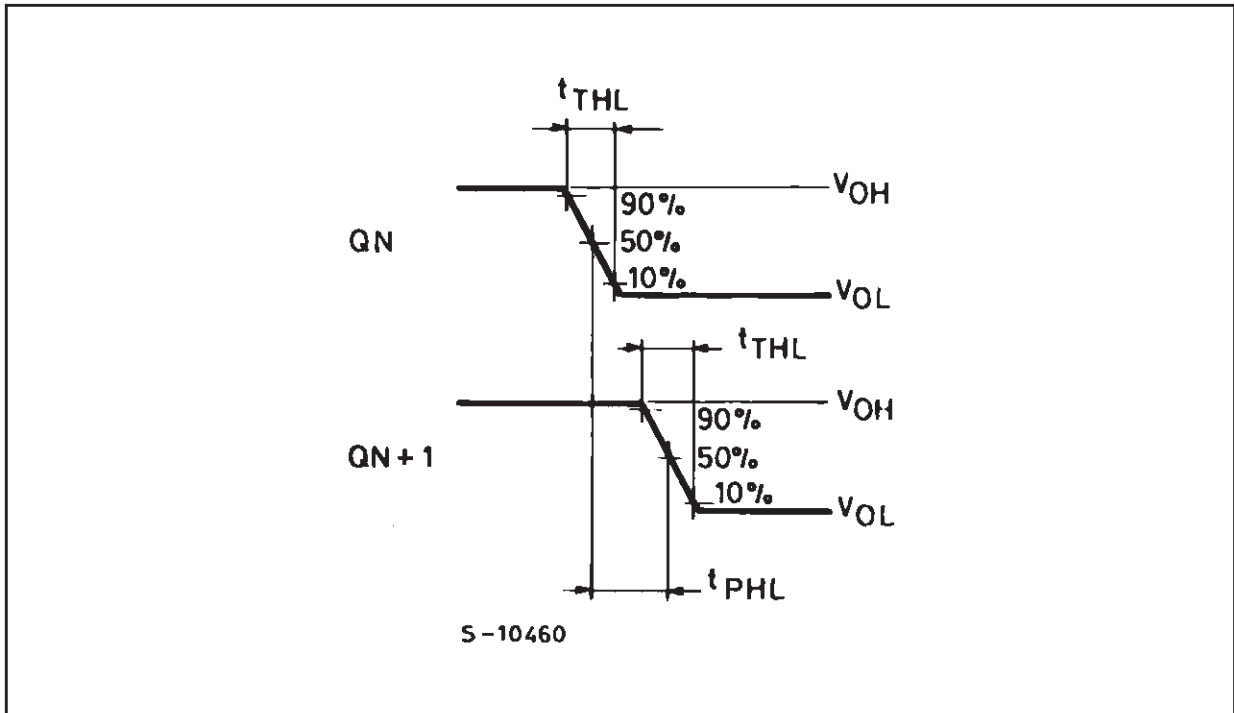 tTHL
VOH
90%
QN
50%
10%
VOL
tTHL
VOH
90%
QN+1
50%
10%
VOL
tPHL
S-10460